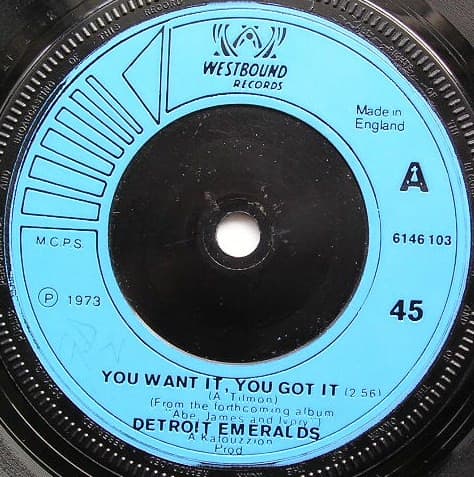 WESTBOUND
RECORDS
Made in
England
A
6146 103
M.C.P.S.
℗ 1973
45
YOU WANT IT, YOU GOT IT (2.56)
(A. Tilmon)
(From the forthcoming album
"Abe, James and Ivory")
DETROIT EMERALDS
A Katouzzion
Prod